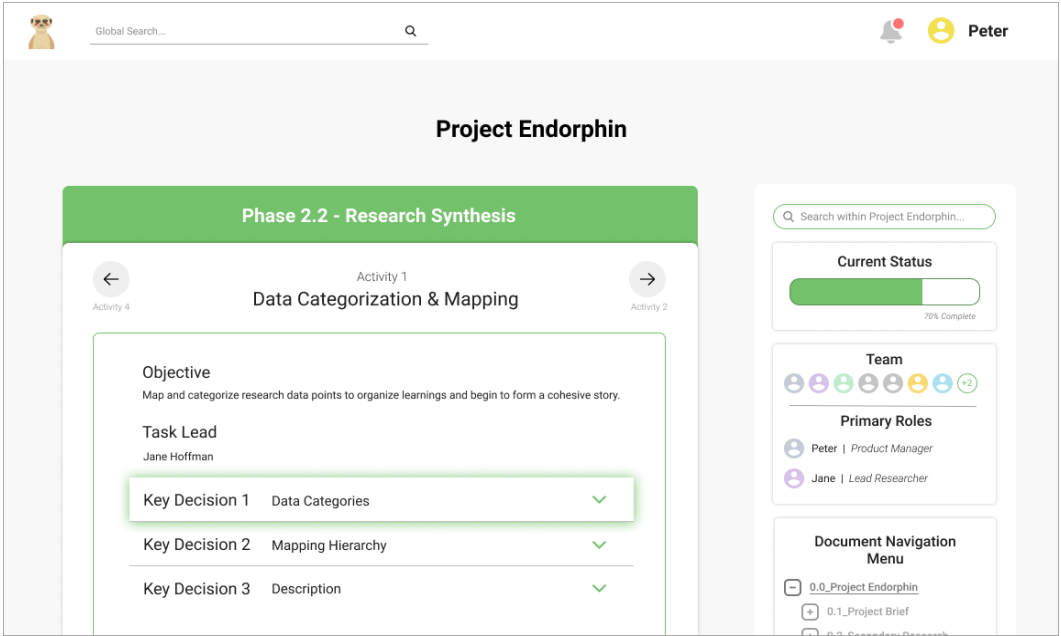 Global Search...
Peter
Project Endorphin
Phase 2.2 - Research Synthesis
Activity 4
Activity 1
Data Categorization & Mapping
Activity 2
Objective
Map and categorize research data points to organize learnings and begin to form a cohesive story.
Task Lead
Jane Hoffman
Key Decision 1 Data Categories
Key Decision 2 Mapping Hierarchy
Key Decision 3 Description
Search within Project Endorphin...
Current Status
70% Complete
Team
+2
Primary Roles
Peter | Product Manager
Jane | Lead Researcher
Document Navigation
Menu
0.0_Project Endorphin
0.1_Project Brief
0.2_Secondary Research